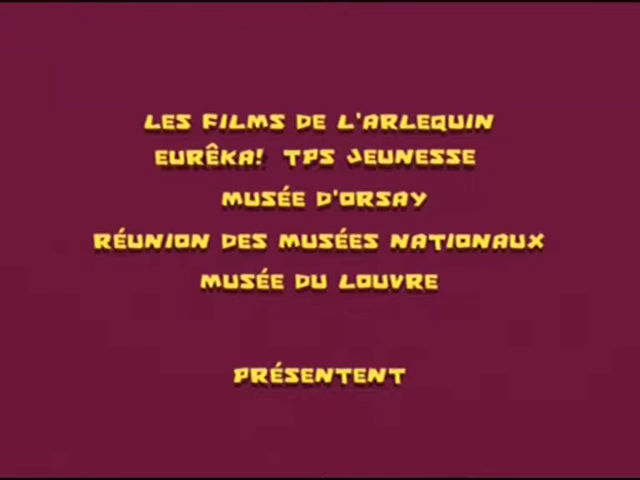 LES FILMS DE L'ARLEQUIN
EURÊKA! TPS JEUNESSE
MUSÉE D'ORSAY
RÉUNION DES MUSÉES NATIONAUX
MUSÉE DU LOUVRE
PRÉSENTENT